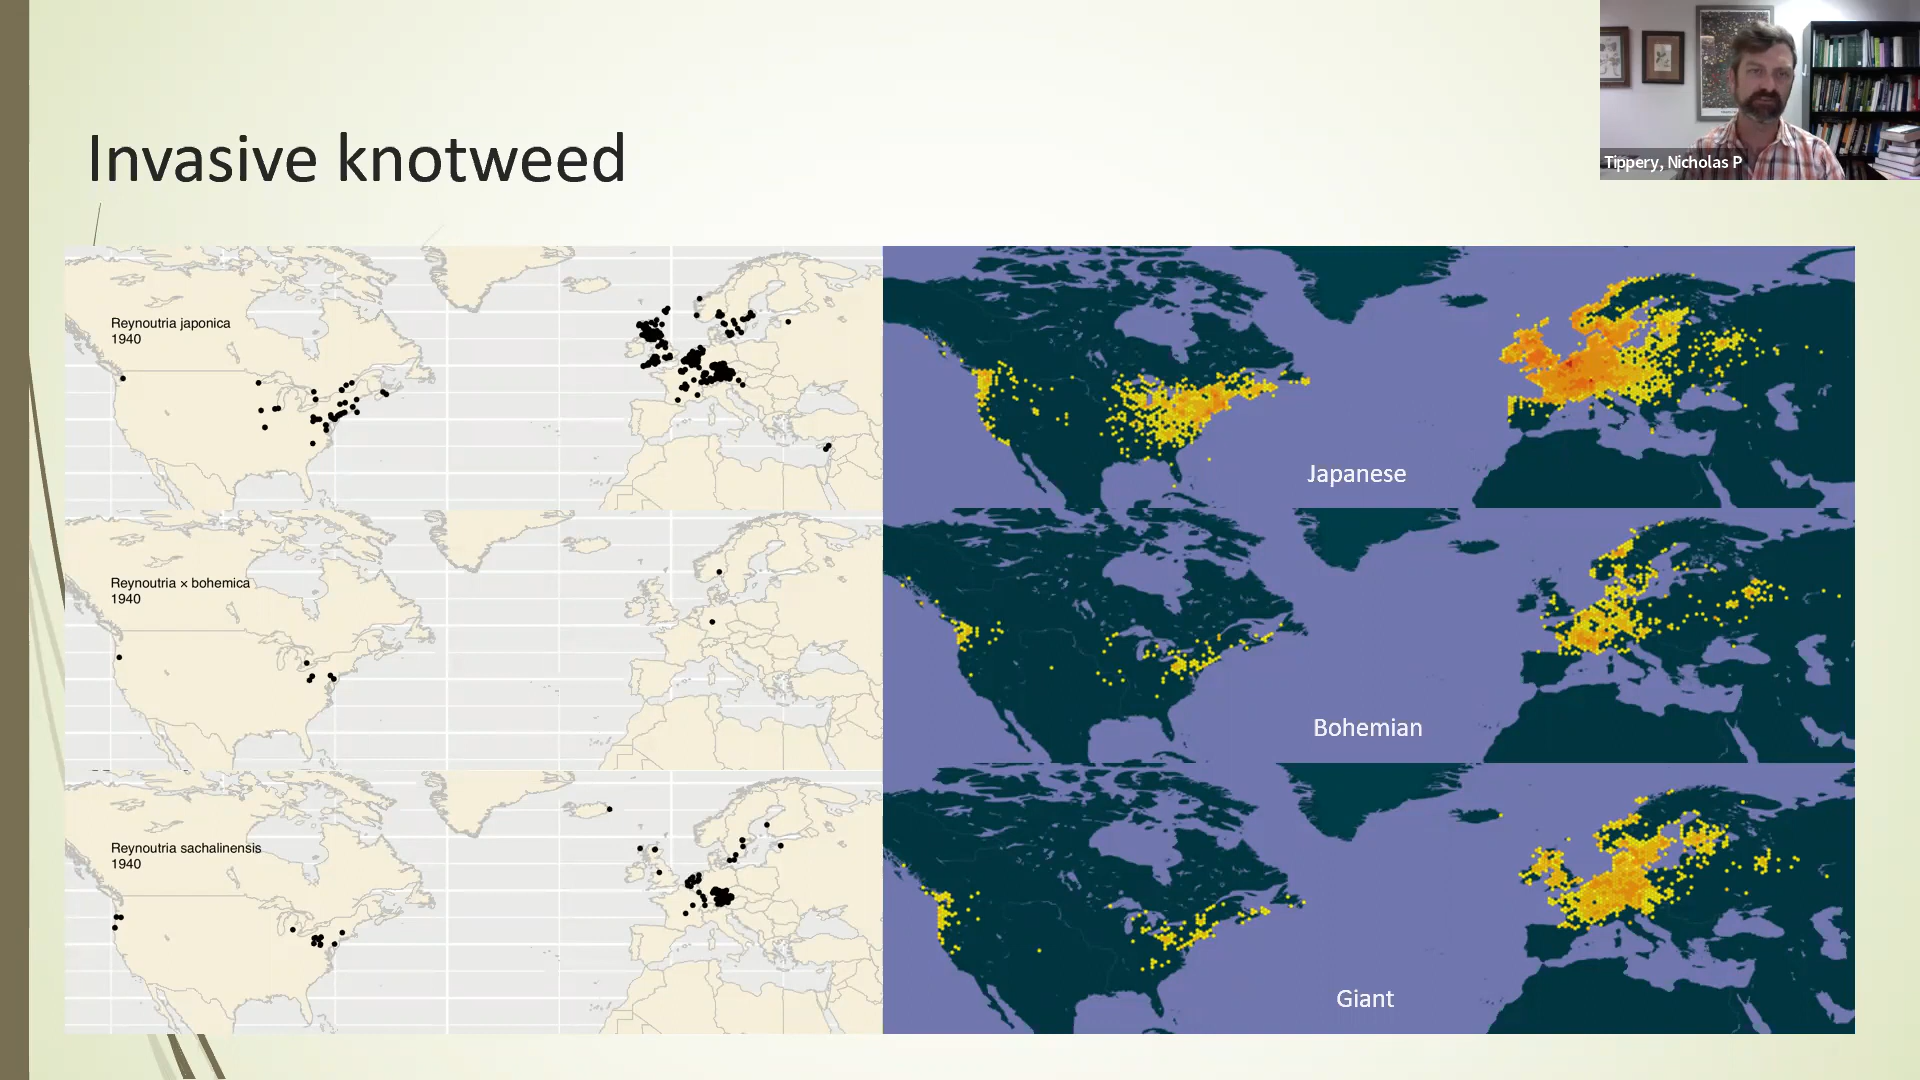 Invasive knotweed
Tippery, Nicholas P
Reynoutria japonica
1940
Japanese
Reynoutria × bohemica
1940
Bohemian
Reynoutria sachalinensis
1940
Giant